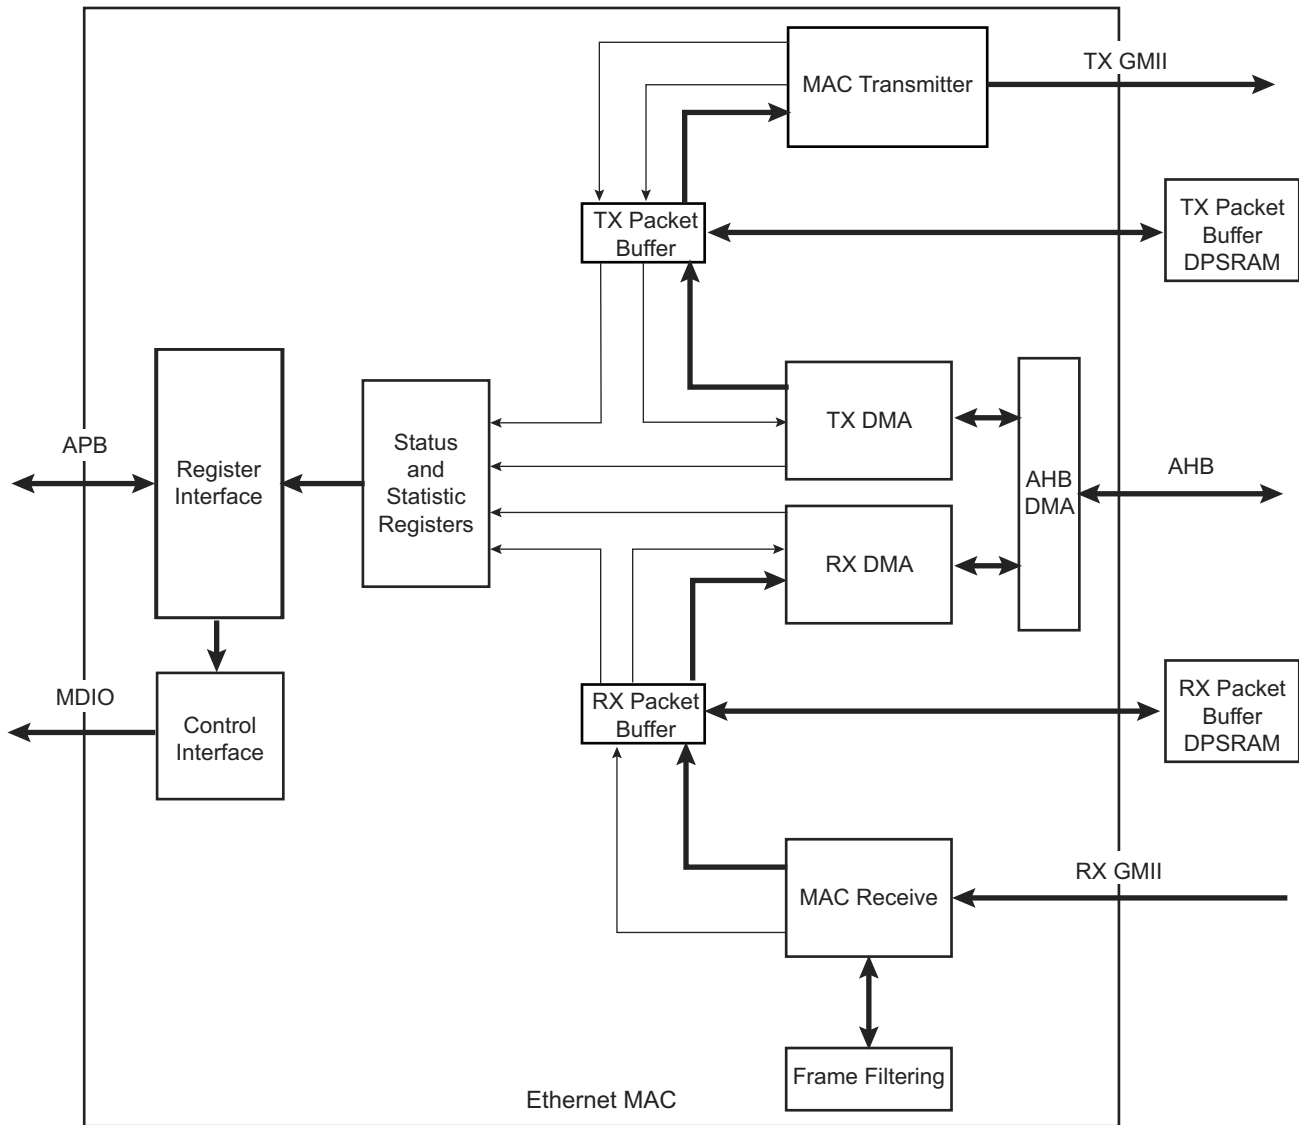 TX GMII
MAC Transmitter
TX Packet
Buffer
TX Packet
Buffer
DPSRAM
APB
Register
Interface
Status
and
Statistic
Registers
TX DMA
AHB
DMA
AHB
RX DMA
MDIO
Control
Interface
RX Packet
Buffer
RX Packet
Buffer
DPSRAM
RX GMII
MAC Receive
Frame Filtering
Ethernet MAC